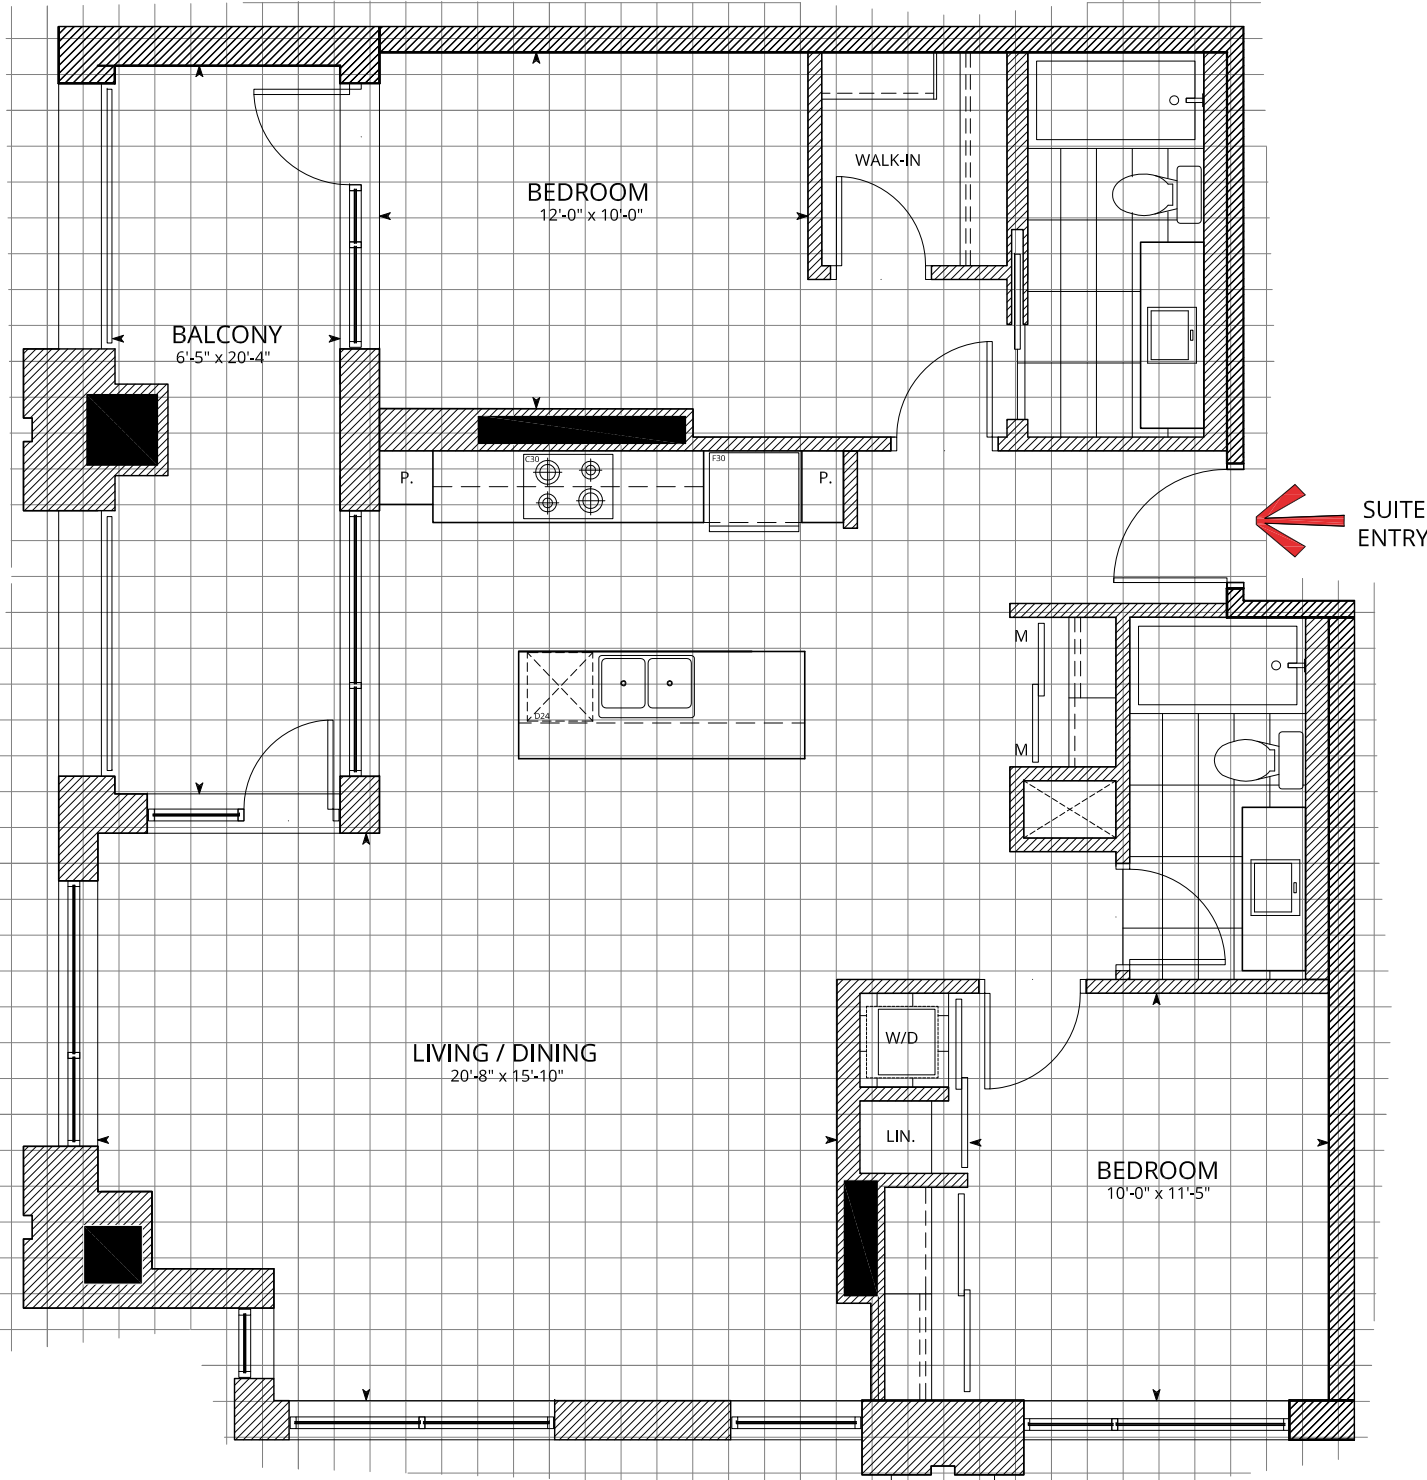 WALK-IN
BEDROOM
12'-0" x 10'-0"
BALCONY
6'-5" x 20'-4"
P.
C30
F30
P.
SUITE
ENTRY
M
D24
M
W/D
LIVING / DINING
20'-8" x 15'-10"
LIN.
BEDROOM
10'-0" x 11'-5"